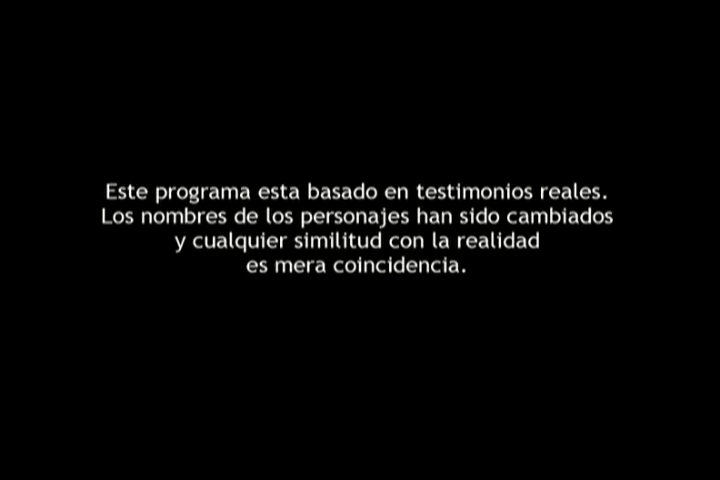 Este programa esta basado en testimonios reales.
Los nombres de los personajes han sido cambiados
y cualquier similitud con la realidad
es mera coincidencia.